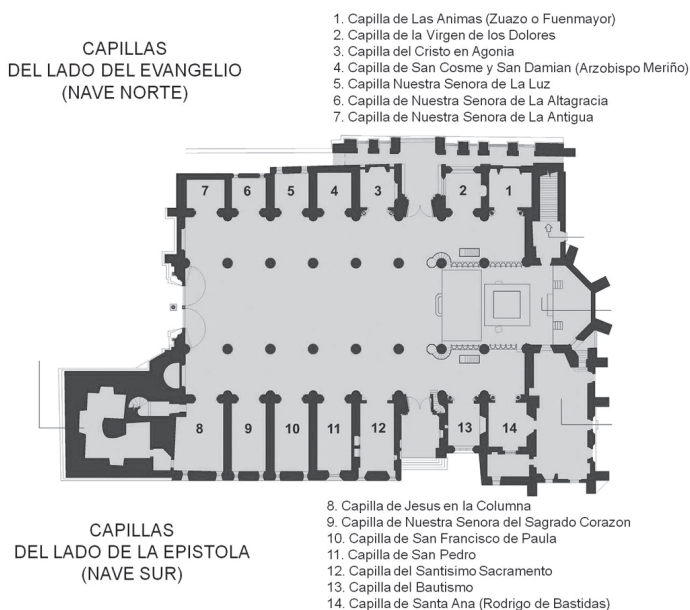 CAPILLAS
DEL LADO DEL EVANGELIO
(NAVE NORTE)
1. Capilla de Las Animas (Zuazo o Fuenmayor)
2. Capilla de la Virgen de los Dolores
3. Capilla del Cristo en Agonia
4. Capilla de San Cosme y San Damian (Arzobispo Meriño)
5. Capilla Nuestra Senora de La Luz
6. Capilla de Nuestra Senora de La Altagracia
7. Capilla de Nuestra Senora de La Antigua
7 6 5 4 3 2 1
8 9 10 11 12 13 14
CAPILLAS
DEL LADO DE LA EPISTOLA
(NAVE SUR)
8. Capilla de Jesus en la Columna
9. Capilla de Nuestra Senora del Sagrado Corazon
10. Capilla de San Francisco de Paula
11. Capilla de San Pedro
12. Capilla del Santisimo Sacramento
13. Capilla del Bautismo
14. Capilla de Santa Ana (Rodrigo de Bastidas)